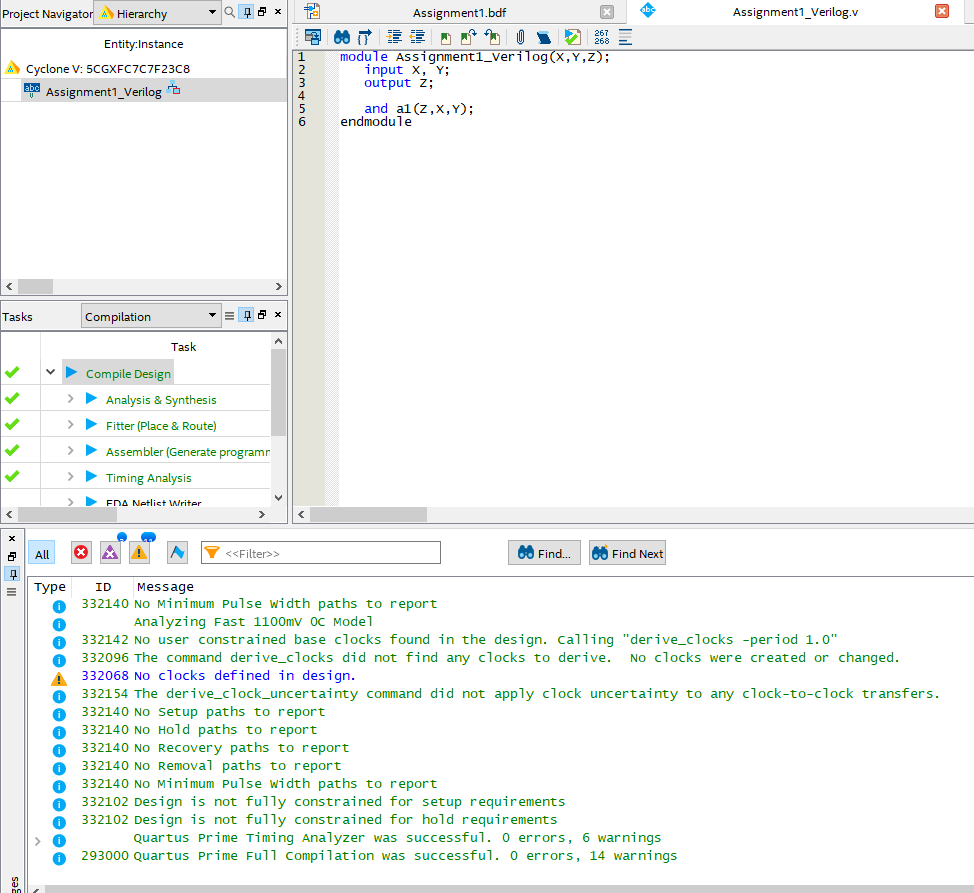 Project Navigator Hierarchy
Entity:Instance
Cyclone V: 5CGXFC7C7F23C8
abc Assignment1_Verilog
Tasks Compilation
Task
Compile Design
Analysis & Synthesis
Fitter (Place & Route)
Assembler (Generate programm
Timing Analysis
EDA Netlist Writer
Assignment1.bdf
abc Assignment1_Verilog.v
267
268
1 module Assignment1_Verilog(X,Y,Z);
2 input X, Y;
3 output Z;
4
5 and a1(Z,X,Y);
6 endmodule
All <<Filter>> Find... Find Next
Type ID Message
332140 No Minimum Pulse Width paths to report
Analyzing Fast 1100mV 0C Model
332142 No user constrained base clocks found in the design. Calling "derive_clocks -period 1.0"
332096 The command derive_clocks did not find any clocks to derive. No clocks were created or changed.
332068 No clocks defined in design.
332154 The derive_clock_uncertainty command did not apply clock uncertainty to any clock-to-clock transfers.
332140 No Setup paths to report
332140 No Hold paths to report
332140 No Recovery paths to report
332140 No Removal paths to report
332140 No Minimum Pulse Width paths to report
332102 Design is not fully constrained for setup requirements
332102 Design is not fully constrained for hold requirements
Quartus Prime Timing Analyzer was successful. 0 errors, 6 warnings
293000 Quartus Prime Full Compilation was successful. 0 errors, 14 warnings